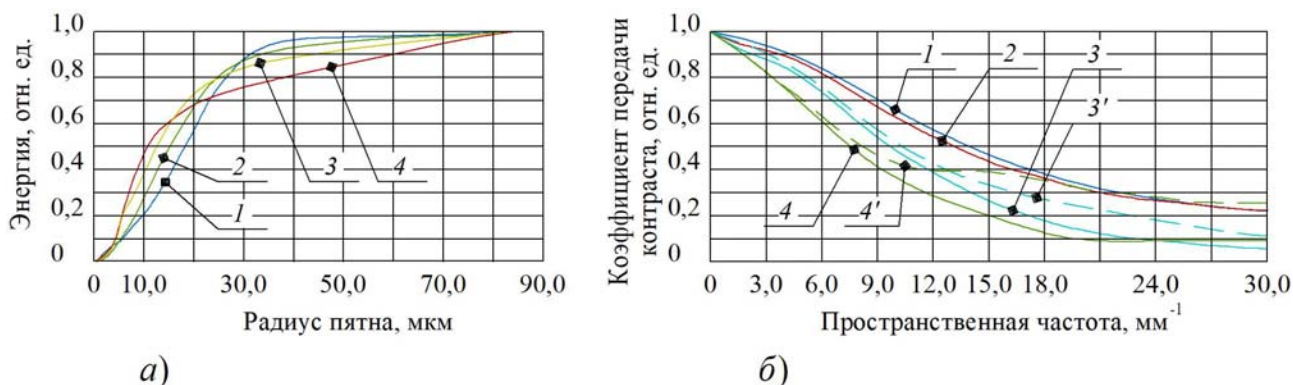 1,0
0,8
0,6
0,4
0,2
0
Энергия, отн. ед.
2
1
3
4
0 10,0 30,0 50,0 70,0 90,0
Радиус пятна, мкм
а)
1,0
0,8
0,6
0,4
0,2
0
Коэффициент передачи
контраста, отн. ед.
1
2
3
3'
4
4'
0 3,0 6,0 9,0 12,0 15,0 18,0 24,0 30,0
Пространственная частота, мм-1
б)